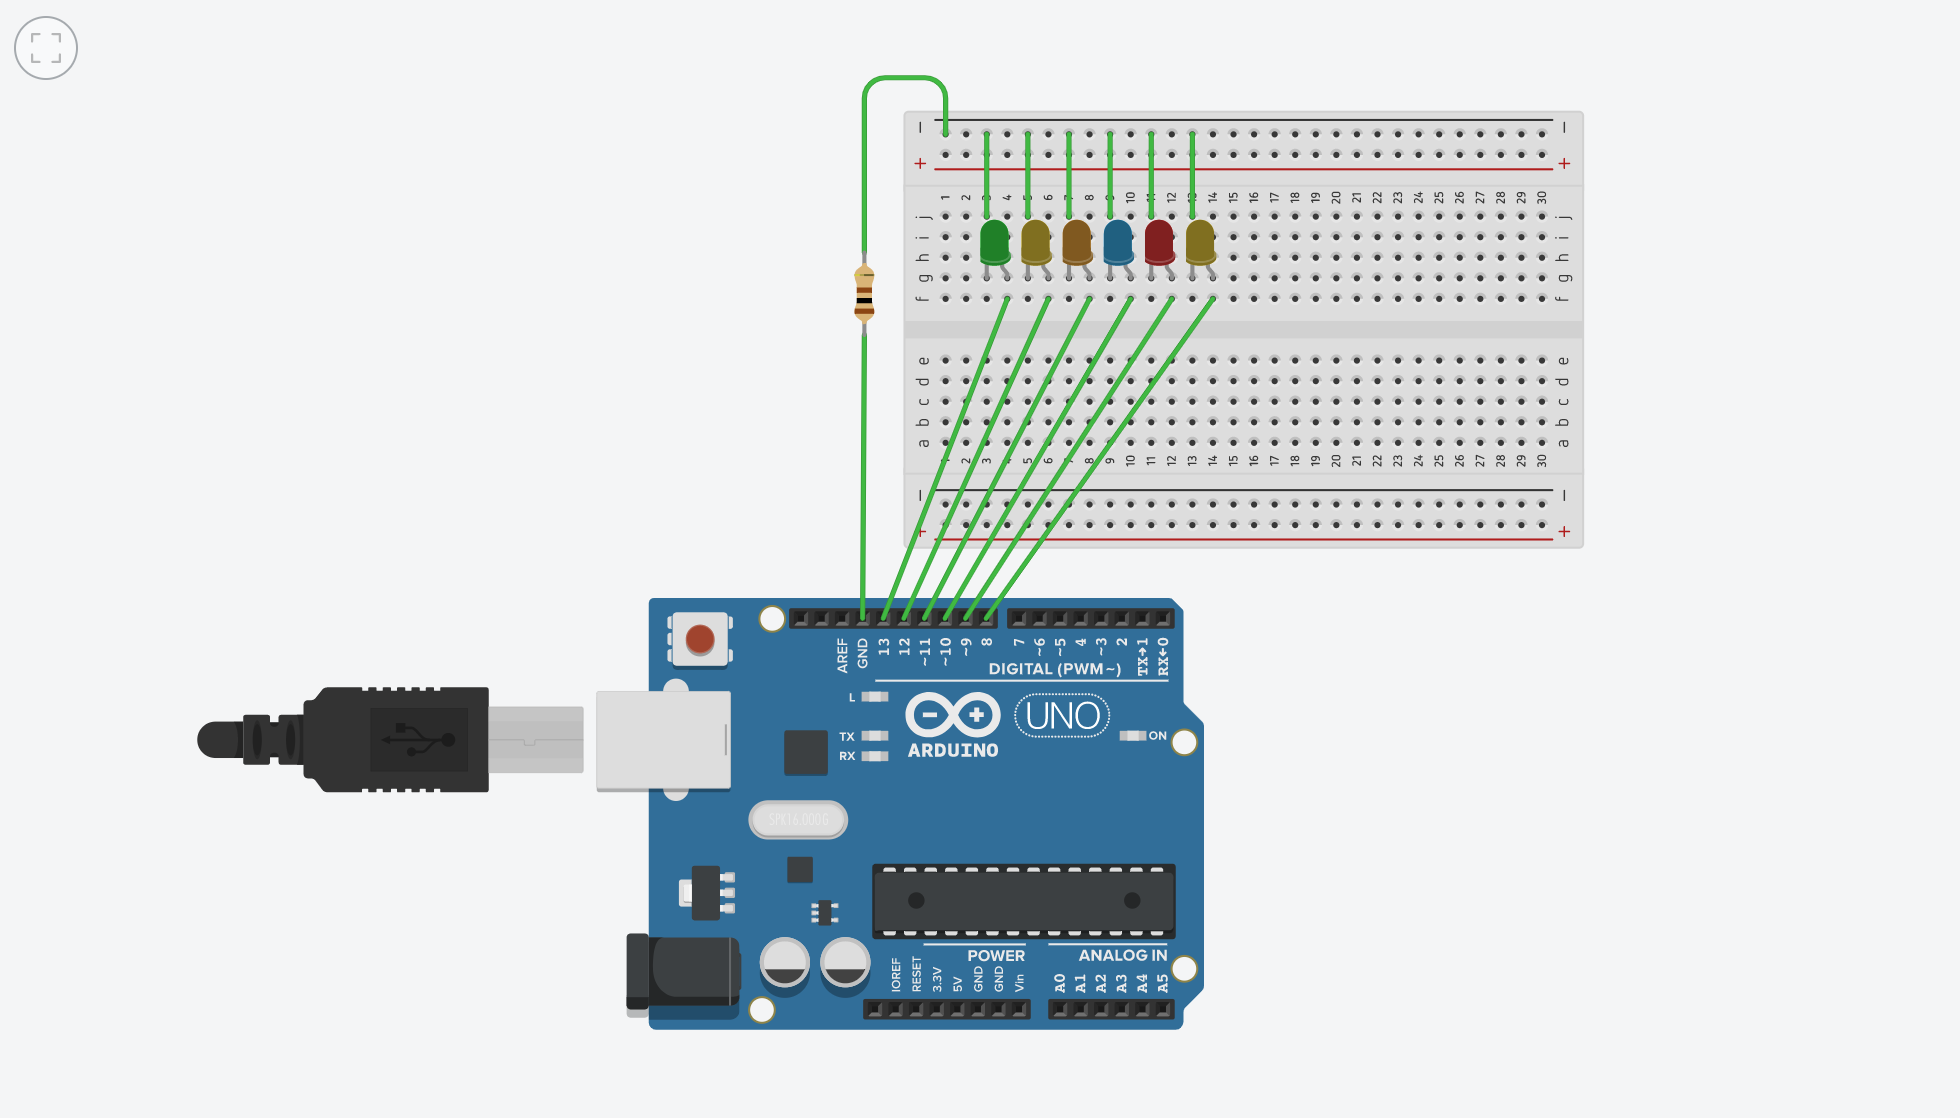 − −
+ +
1 2 3 4 5 6 7 8 9 10 11 12 13 14 15 16 17 18 19 20 21 22 23 24 25 26 27 28 29 30
j j
i i
h h
g g
f f
e e
d d
c c
b b
a a
1 2 3 4 5 6 7 8 9 10 11 12 13 14 15 16 17 18 19 20 21 22 23 24 25 26 27 28 29 30
− −
+ +
AREF GND 13 12 ~11 ~10 ~9 8 7 ~6 ~5 4 ~3 2 TX→1 RX←0
DIGITAL (PWM ~)
L
UNO
TX
ON
RX
ARDUINO
SPK16.000G
POWER ANALOG IN
IOREF RESET 3.3V 5V GND GND Vin A0 A1 A2 A3 A4 A5